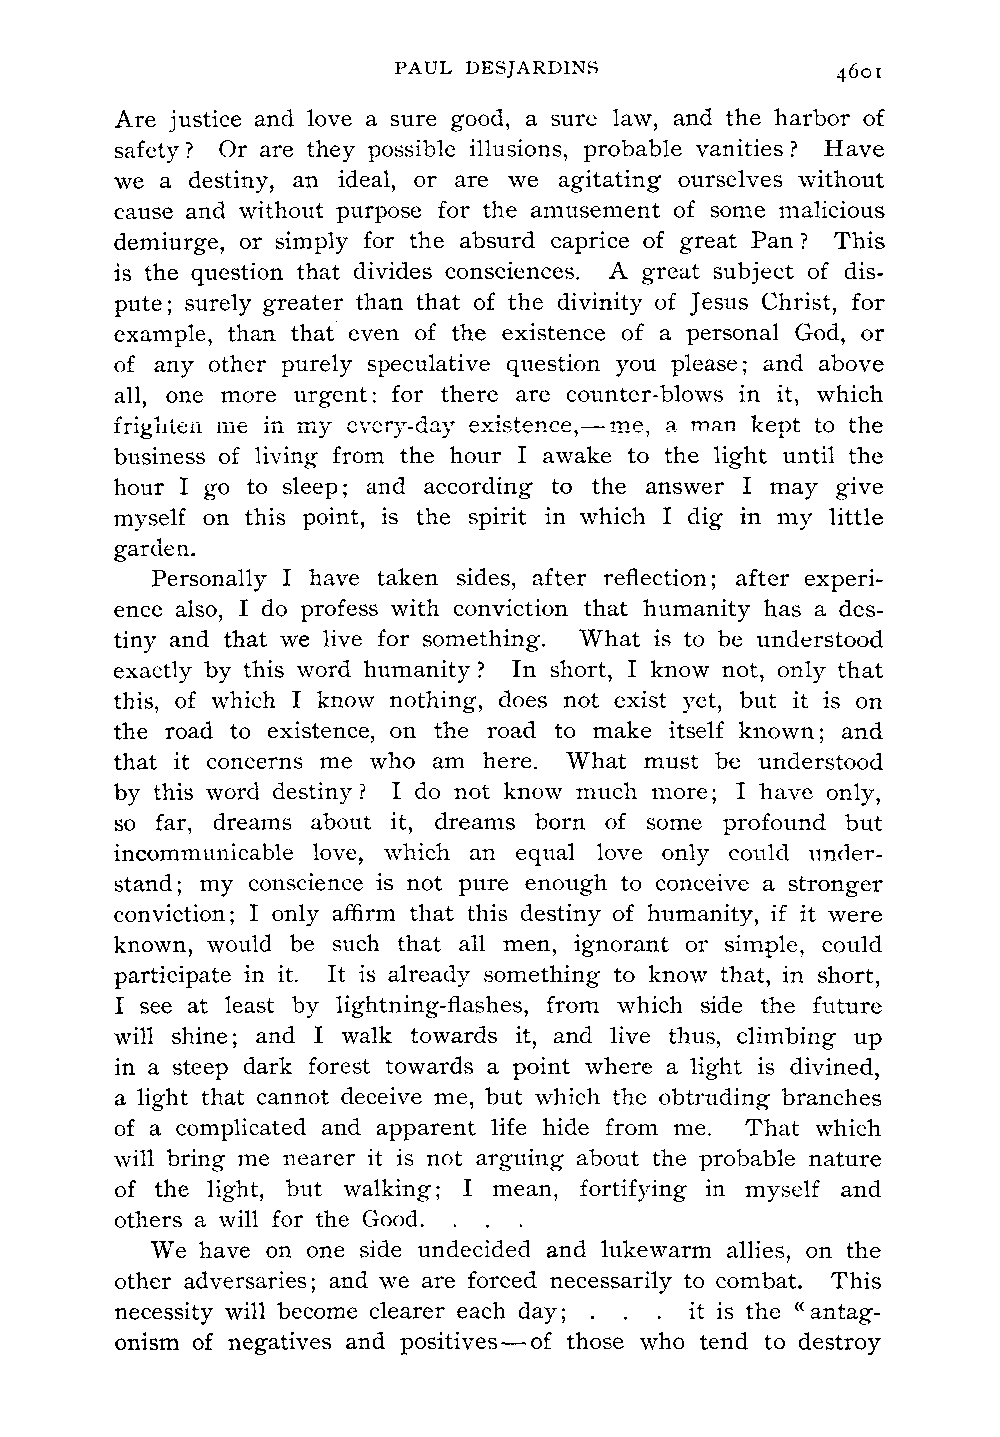 PAUL DESJARDINS 4601
Are justice and love a sure good, a sure law, and the harbor of
safety? Or are they possible illusions, probable vanities? Have
we a destiny, an ideal, or are we agitating ourselves without
cause and without purpose for the amusement of some malicious
demiurge, or simply for the absurd caprice of great Pan? This
is the question that divides consciences. A great subject of dis-
pute; surely greater than that of the divinity of Jesus Christ, for
example, than that even of the existence of a personal God, or
of any other purely speculative question you please; and above
all, one more urgent: for there are counter-blows in it, which
frighten me in my every-day existence,—me, a man kept to the
business of living from the hour I awake to the light until the
hour I go to sleep; and according to the answer I may give
myself on this point, is the spirit in which I dig in my little
garden.
Personally I have taken sides, after reflection; after experi-
ence also, I do profess with conviction that humanity has a des-
tiny and that we live for something. What is to be understood
exactly by this word humanity? In short, I know not, only that
this, of which I know nothing, does not exist yet, but it is on
the road to existence, on the road to make itself known; and
that it concerns me who am here. What must be understood
by this word destiny? I do not know much more; I have only,
so far, dreams about it, dreams born of some profound but
incommunicable love, which an equal love only could under-
stand; my conscience is not pure enough to conceive a stronger
conviction; I only affirm that this destiny of humanity, if it were
known, would be such that all men, ignorant or simple, could
participate in it. It is already something to know that, in short,
I see at least by lightning-flashes, from which side the future
will shine; and I walk towards it, and live thus, climbing up
in a steep dark forest towards a point where a light is divined,
a light that cannot deceive me, but which the obtruding branches
of a complicated and apparent life hide from me. That which
will bring me nearer it is not arguing about the probable nature
of the light, but walking; I mean, fortifying in myself and
others a will for the Good. . . .
We have on one side undecided and lukewarm allies, on the
other adversaries; and we are forced necessarily to combat. This
necessity will become clearer each day; . . . it is the “antag-
onism of negatives and positives—of those who tend to destroy